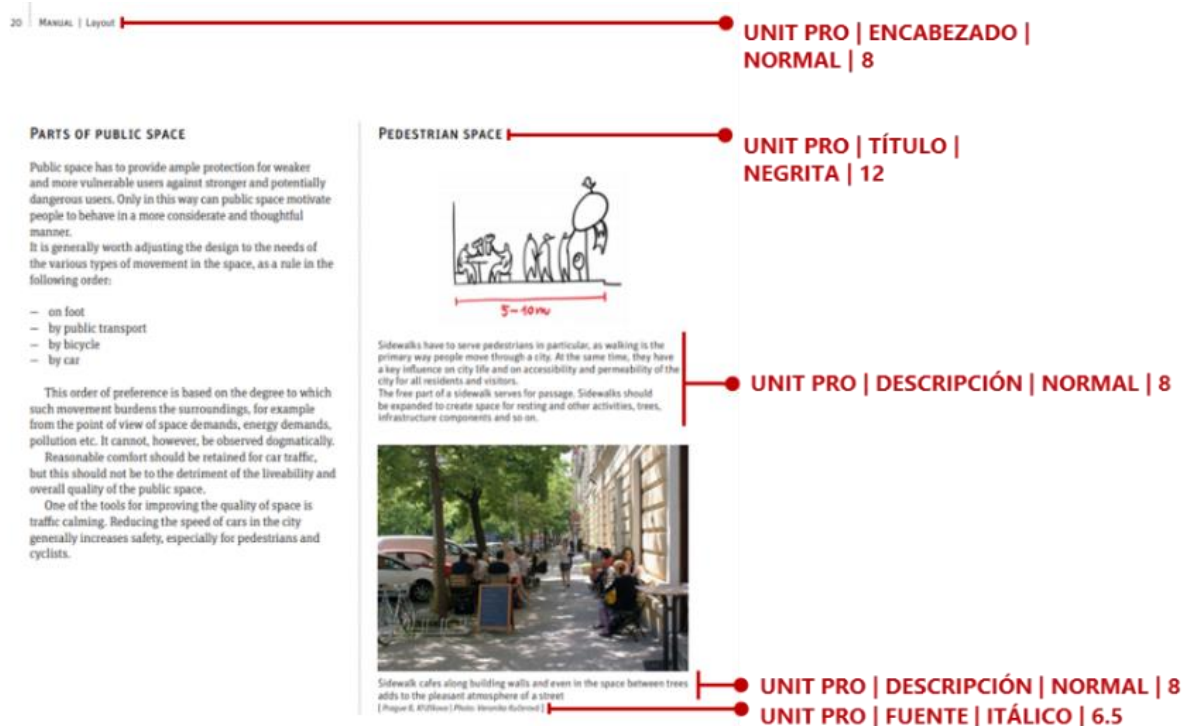 20 | MANUAL | Layout
UNIT PRO | ENCABEZADO |
NORMAL | 8
PARTS OF PUBLIC SPACE
Public space has to provide ample protection for weaker
and more vulnerable users against stronger and potentially
dangerous users. Only in this way can public space motivate
people to behave in a more considerate and thoughtful
manner.
It is generally worth adjusting the design to the needs of
the various types of movement in the space, as a rule in the
following order:
— on foot
— by public transport
— by bicycle
— by car
This order of preference is based on the degree to which
such movement burdens the surroundings, for example
from the point of view of space demands, energy demands,
pollution etc. It cannot, however, be observed dogmatically.
Reasonable comfort should be retained for car traffic,
but this should not be to the detriment of the liveability and
overall quality of the public space.
One of the tools for improving the quality of space is
traffic calming. Reducing the speed of cars in the city
generally increases safety, especially for pedestrians and
cyclists.
PEDESTRIAN SPACE
UNIT PRO | TÍTULO |
NEGRITA | 12
5–10 m
Sidewalks have to serve pedestrians in particular, as walking is the
primary way people move through a city. At the same time, they have
a key influence on city life and on accessibility and permeability of the
city for all residents and visitors.
The free part of a sidewalk serves for passage. Sidewalks should
be expanded to create space for resting and other activities, trees,
infrastructure components and so on.
UNIT PRO | DESCRIPCIÓN | NORMAL | 8
Sidewalk cafes along building walls and even in the space between trees
adds to the pleasant atmosphere of a street
UNIT PRO | DESCRIPCIÓN | NORMAL | 8
[ Prague 8, Křižíkova | Photo: Veronika Kučerová ]
UNIT PRO | FUENTE | ITÁLICO | 6.5